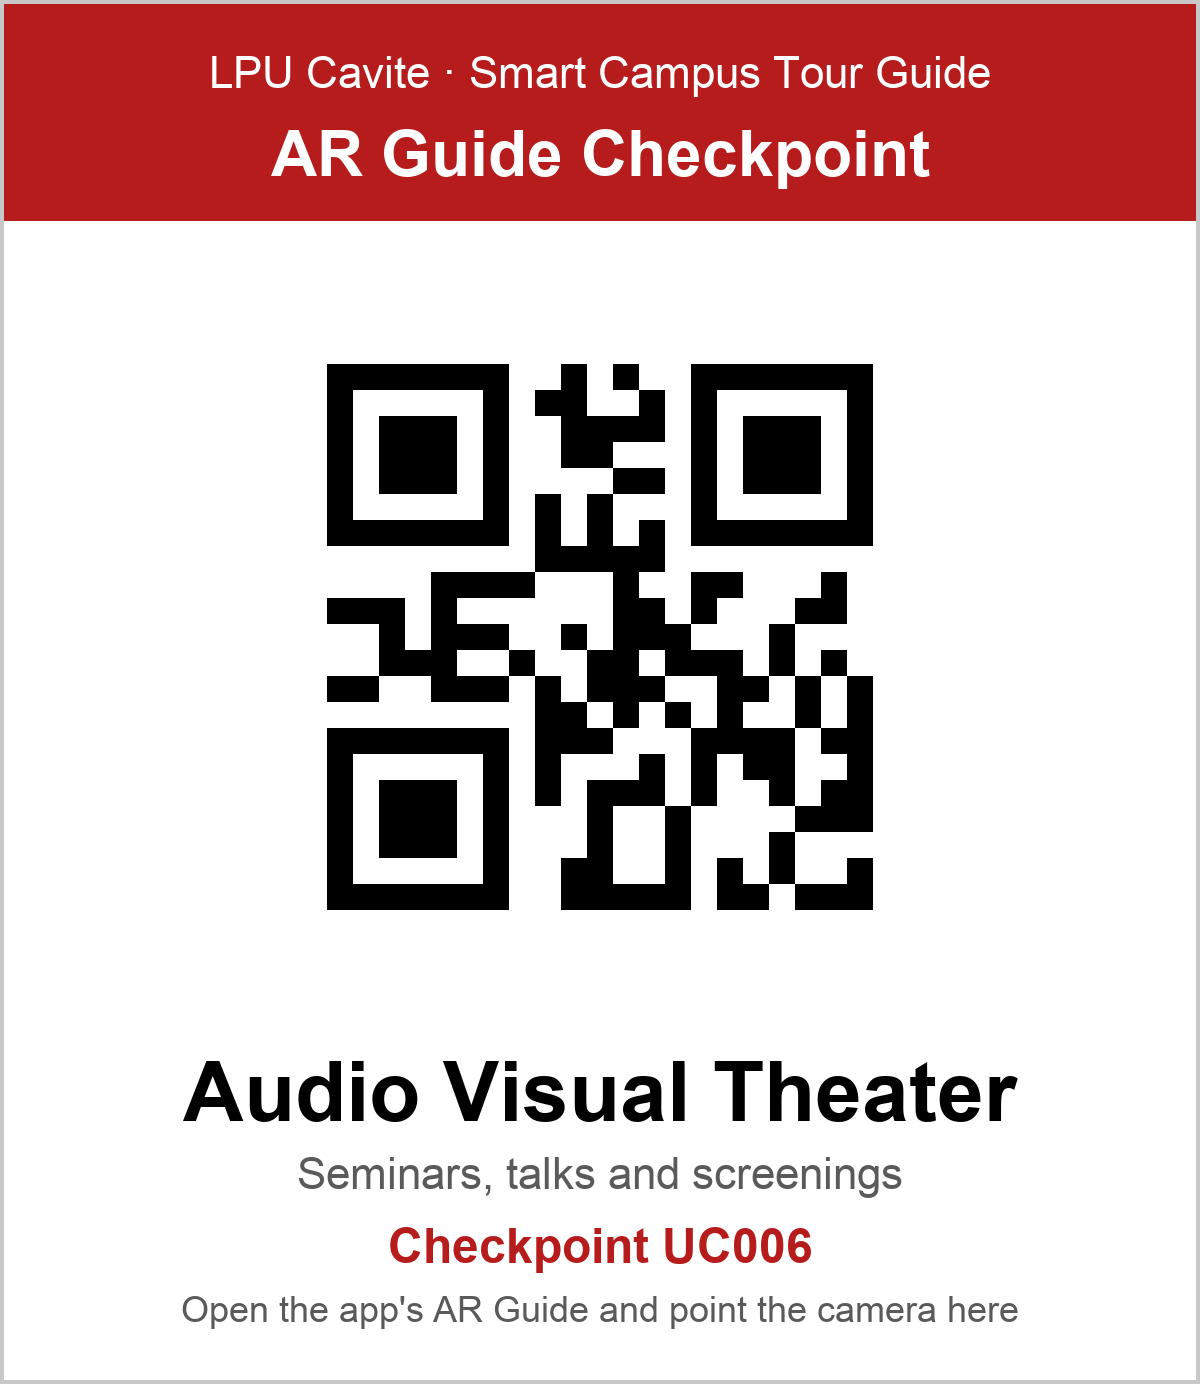 LPU Cavite · Smart Campus Tour Guide
AR Guide Checkpoint
Audio Visual Theater
Seminars, talks and screenings
Checkpoint UC006
Open the app's AR Guide and point the camera here